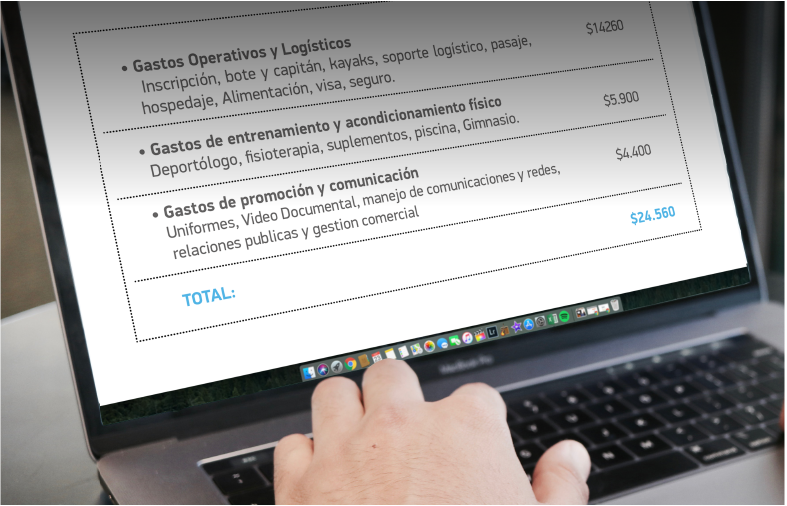 • Gastos Operativos y Logísticos $14260
Inscripción, bote y capitán, kayaks, soporte logístico, pasaje,
hospedaje, Alimentación, visa, seguro.
• Gastos de entrenamiento y acondicionamiento físico $5.900
Deportólogo, fisioterapia, suplementos, piscina, Gimnasio.
• Gastos de promoción y comunicación $4.400
Uniformes, Video Documental, manejo de comunicaciones y redes,
relaciones publicas y gestion comercial
TOTAL: $24.560
MacBook Pro